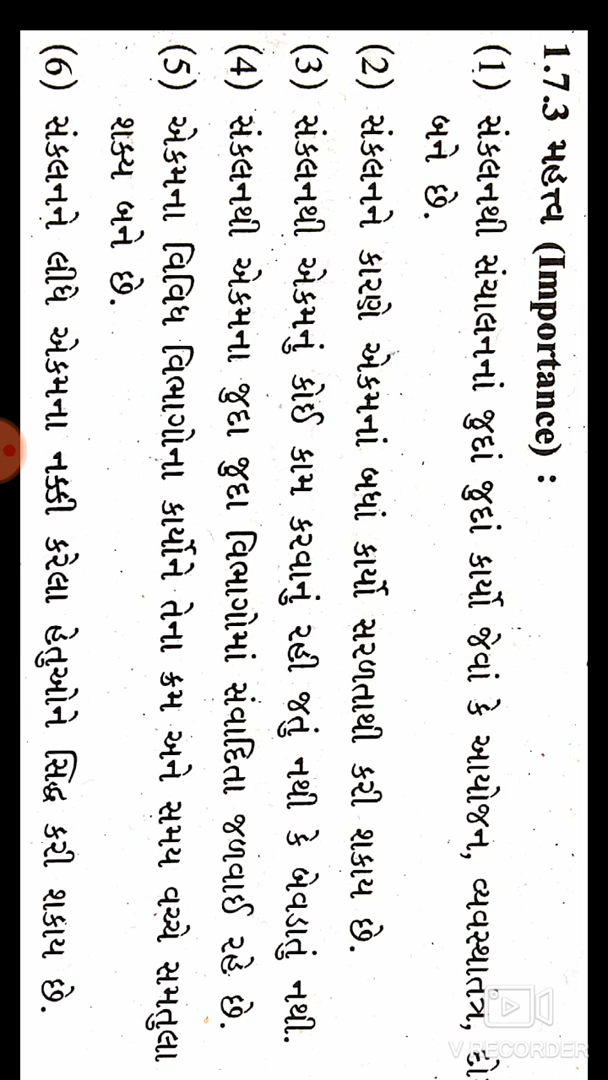 1.7.3 મહત્ત્વ (Importance) :
(1) સંકલનથી સંચાલનનાં જુદાં જુદાં કાર્યો જેવાં કે આયોજન, વ્યવસ્થાતંત્ર,
બને છે.
(2) સંકલનને કારણે એકમનાં બધાં કાર્યો સરળતાથી કરી શકાય છે.
(3) સંકલનથી એકમનું કોઈ કામ કરવાનું રહી જતું નથી કે બેવડાતું નથી.
(4) સંકલનથી એકમના જુદા જુદા વિભાગોમાં સંવાદિતા જળવાઈ રહે છે.
(5) એકમના વિવિધ વિભાગોના કાર્યોને તેના ક્રમ અને સમય વચ્ચે સમતુલા
શક્ય બને છે.
(6) સંકલનને લીધે એકમના નક્કી કરેલા હેતુઓને સિદ્ધ કરી શકાય છે.
V RECORDER